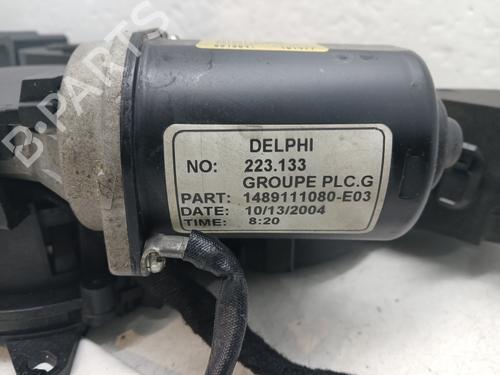 B-PARTS
DELPHI
NO: 223.133
GROUPE PLC.G
PART: 1489111080-E03
DATE: 10/13/2004
TIME: 8:20